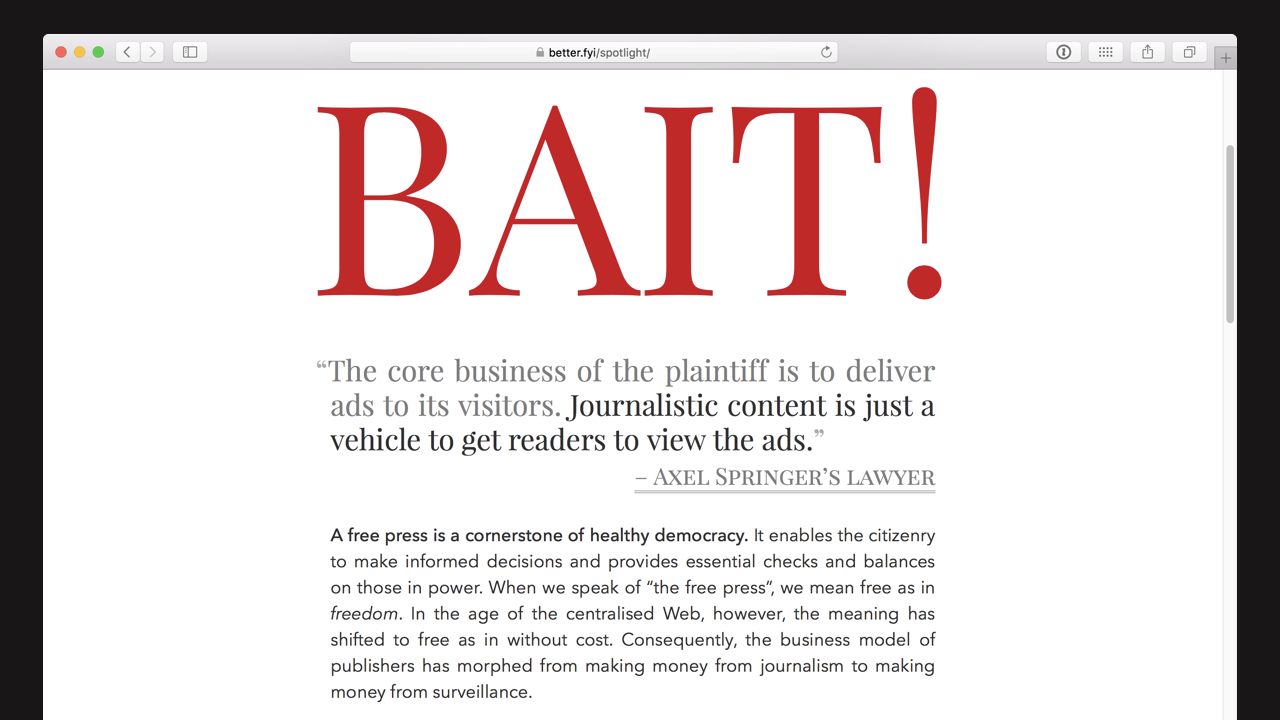 better.fyi/spotlight/
BAIT!
“The core business of the plaintiff is to deliver
ads to its visitors. Journalistic content is just a
vehicle to get readers to view the ads.”
– Axel Springer’s lawyer
A free press is a cornerstone of healthy democracy. It enables the citizenry
to make informed decisions and provides essential checks and balances
on those in power. When we speak of “the free press”, we mean free as in
freedom. In the age of the centralised Web, however, the meaning has
shifted to free as in without cost. Consequently, the business model of
publishers has morphed from making money from journalism to making
money from surveillance.